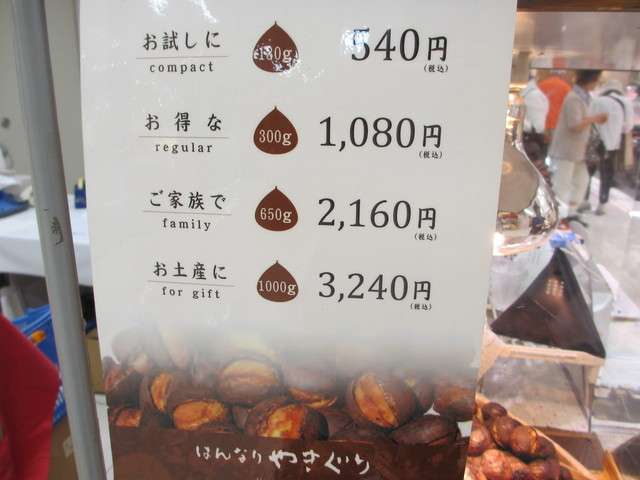 お試しに
compact
130g
540円
(税込)
お得な
regular
300g
1,080円
(税込)
ご家族で
family
650g
2,160円
(税込)
お土産に
for gift
1000g
3,240円
(税込)
はんなりやきぐり